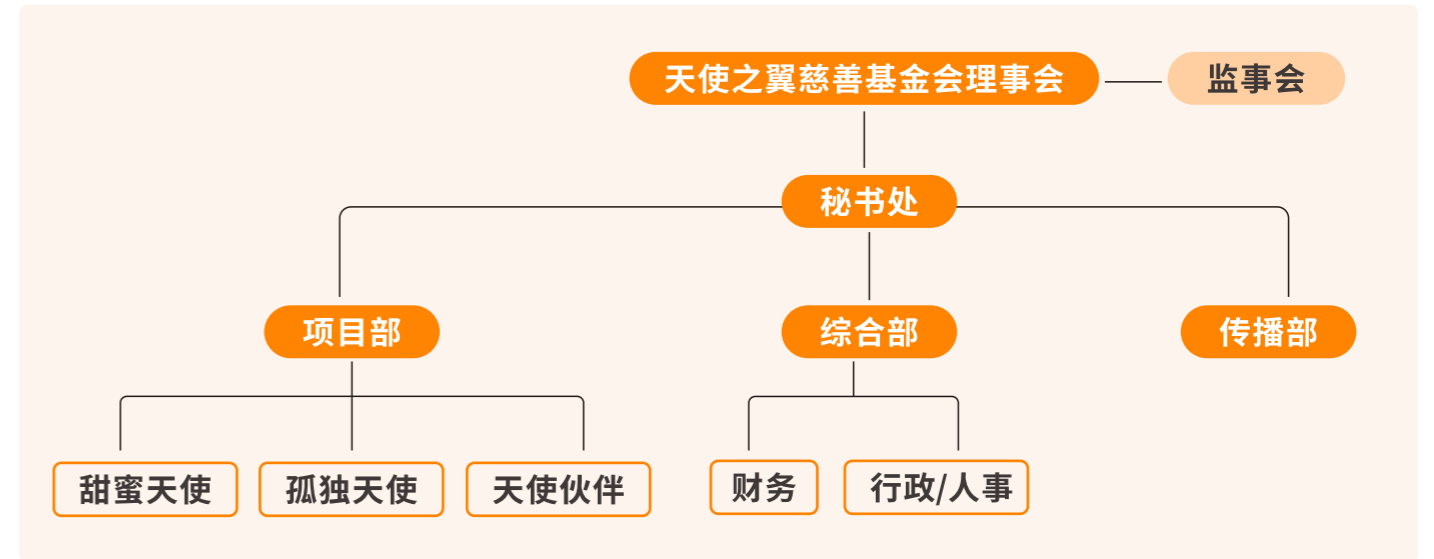 天使之翼慈善基金会理事会
监事会
秘书处
项目部
综合部
传播部
甜蜜天使
孤独天使
天使伙伴
财务
行政/人事